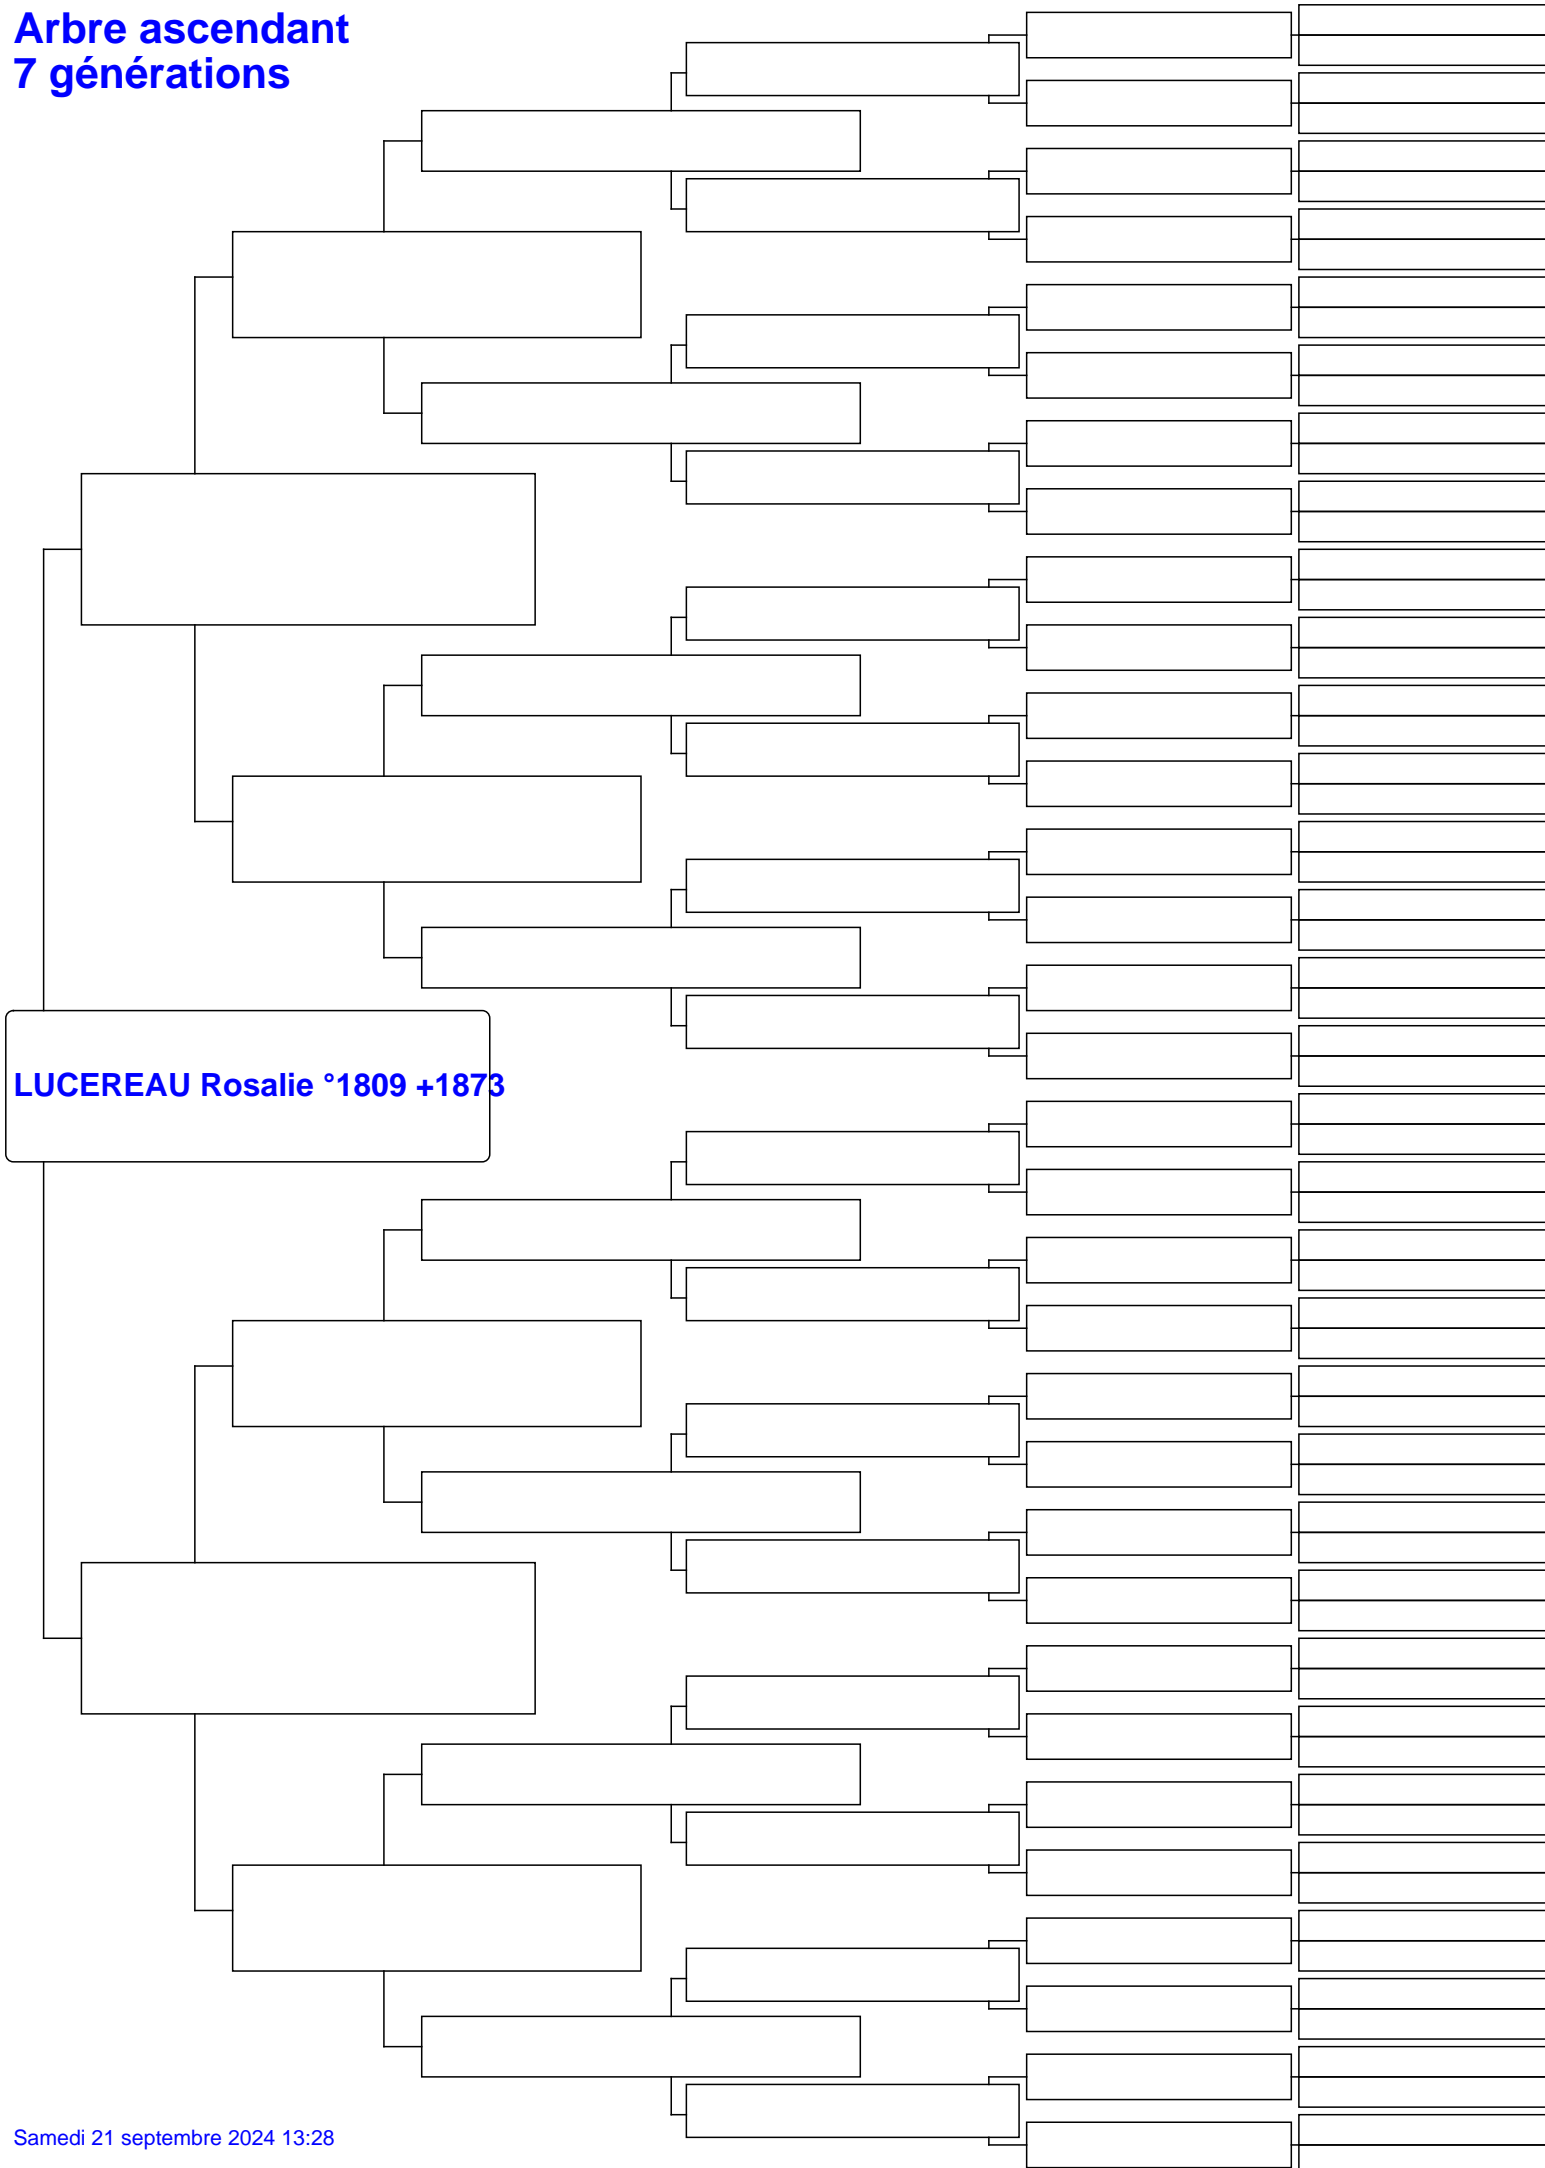 Arbre ascendant
7 générations
LUCEREAU Rosalie °1809 +1873
Samedi 21 septembre 2024 13:28